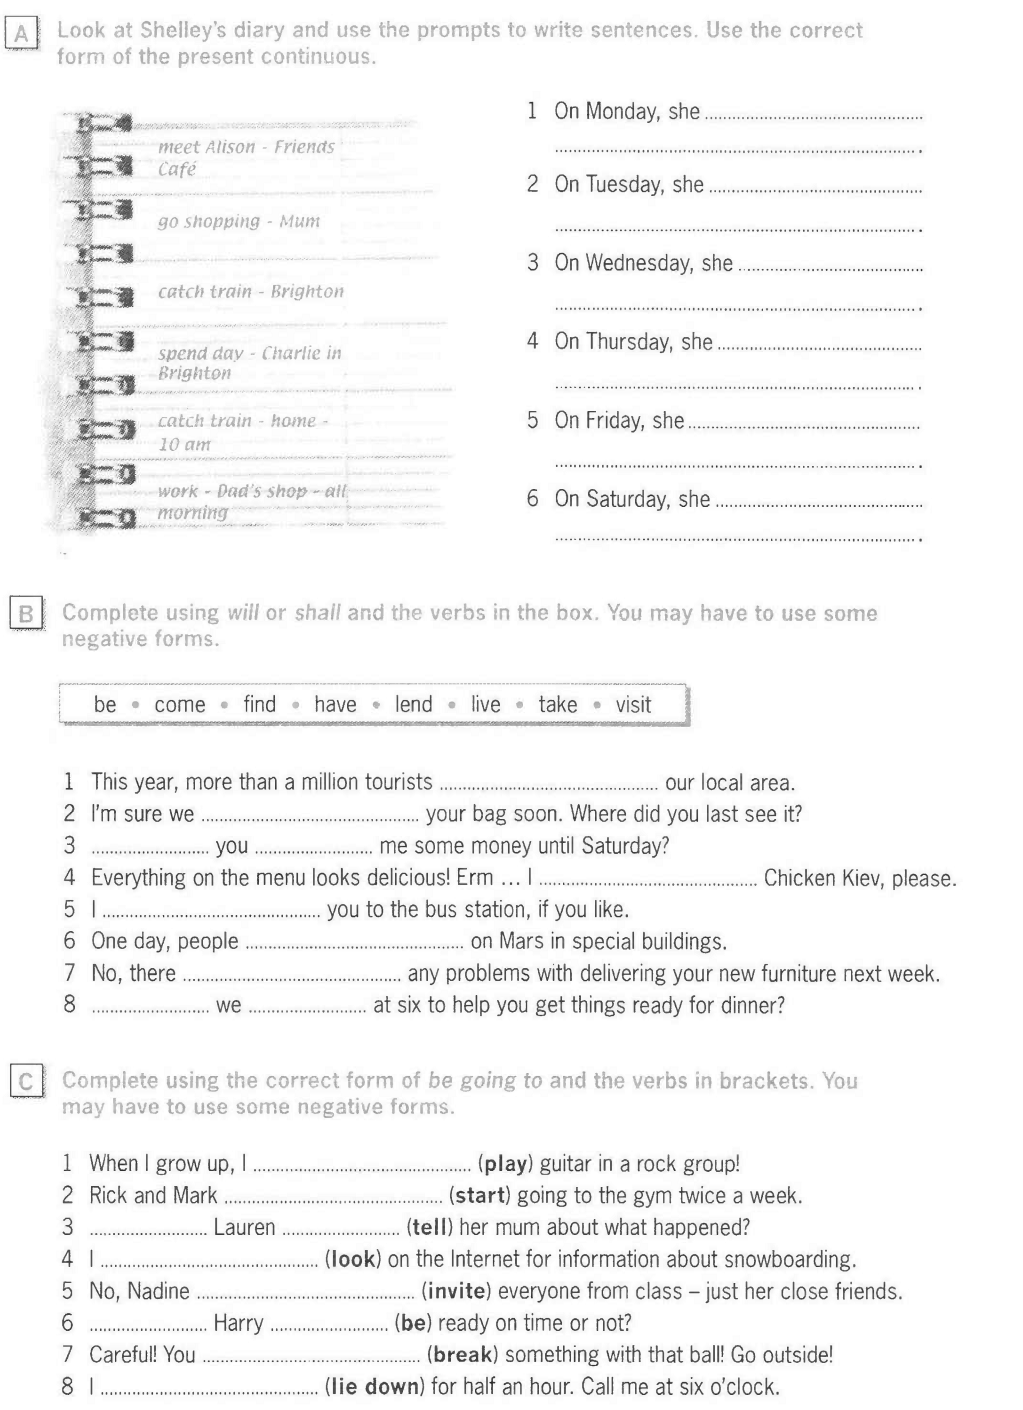 A Look at Shelley's diary and use the prompts to write sentences. Use the correct
form of the present continuous.
meet Alison - Friends
Café
go shopping - Mum
catch train - Brighton
spend day - Charlie in
Brighton
catch train - home -
10 am
work - Dad's shop - all
morning
1 On Monday, she ..............................
.............................. .
2 On Tuesday, she ..............................
.............................. .
3 On Wednesday, she ..............................
.............................. .
4 On Thursday, she ..............................
.............................. .
5 On Friday, she ..............................
.............................. .
6 On Saturday, she ..............................
.............................. .
B Complete using will or shall and the verbs in the box. You may have to use some
negative forms.
be • come • find • have • lend • live • take • visit
1 This year, more than a million tourists .............................. our local area.
2 I'm sure we .............................. your bag soon. Where did you last see it?
3 .................... you .................... me some money until Saturday?
4 Everything on the menu looks delicious! Erm ... I .............................. Chicken Kiev, please.
5 I .............................. you to the bus station, if you like.
6 One day, people .............................. on Mars in special buildings.
7 No, there .............................. any problems with delivering your new furniture next week.
8 .................... we .................... at six to help you get things ready for dinner?
C Complete using the correct form of be going to and the verbs in brackets. You
may have to use some negative forms.
1 When I grow up, I .............................. (play) guitar in a rock group!
2 Rick and Mark .............................. (start) going to the gym twice a week.
3 .................... Lauren .................... (tell) her mum about what happened?
4 I .............................. (look) on the Internet for information about snowboarding.
5 No, Nadine .............................. (invite) everyone from class – just her close friends.
6 .................... Harry .................... (be) ready on time or not?
7 Careful! You .............................. (break) something with that ball! Go outside!
8 I .............................. (lie down) for half an hour. Call me at six o'clock.